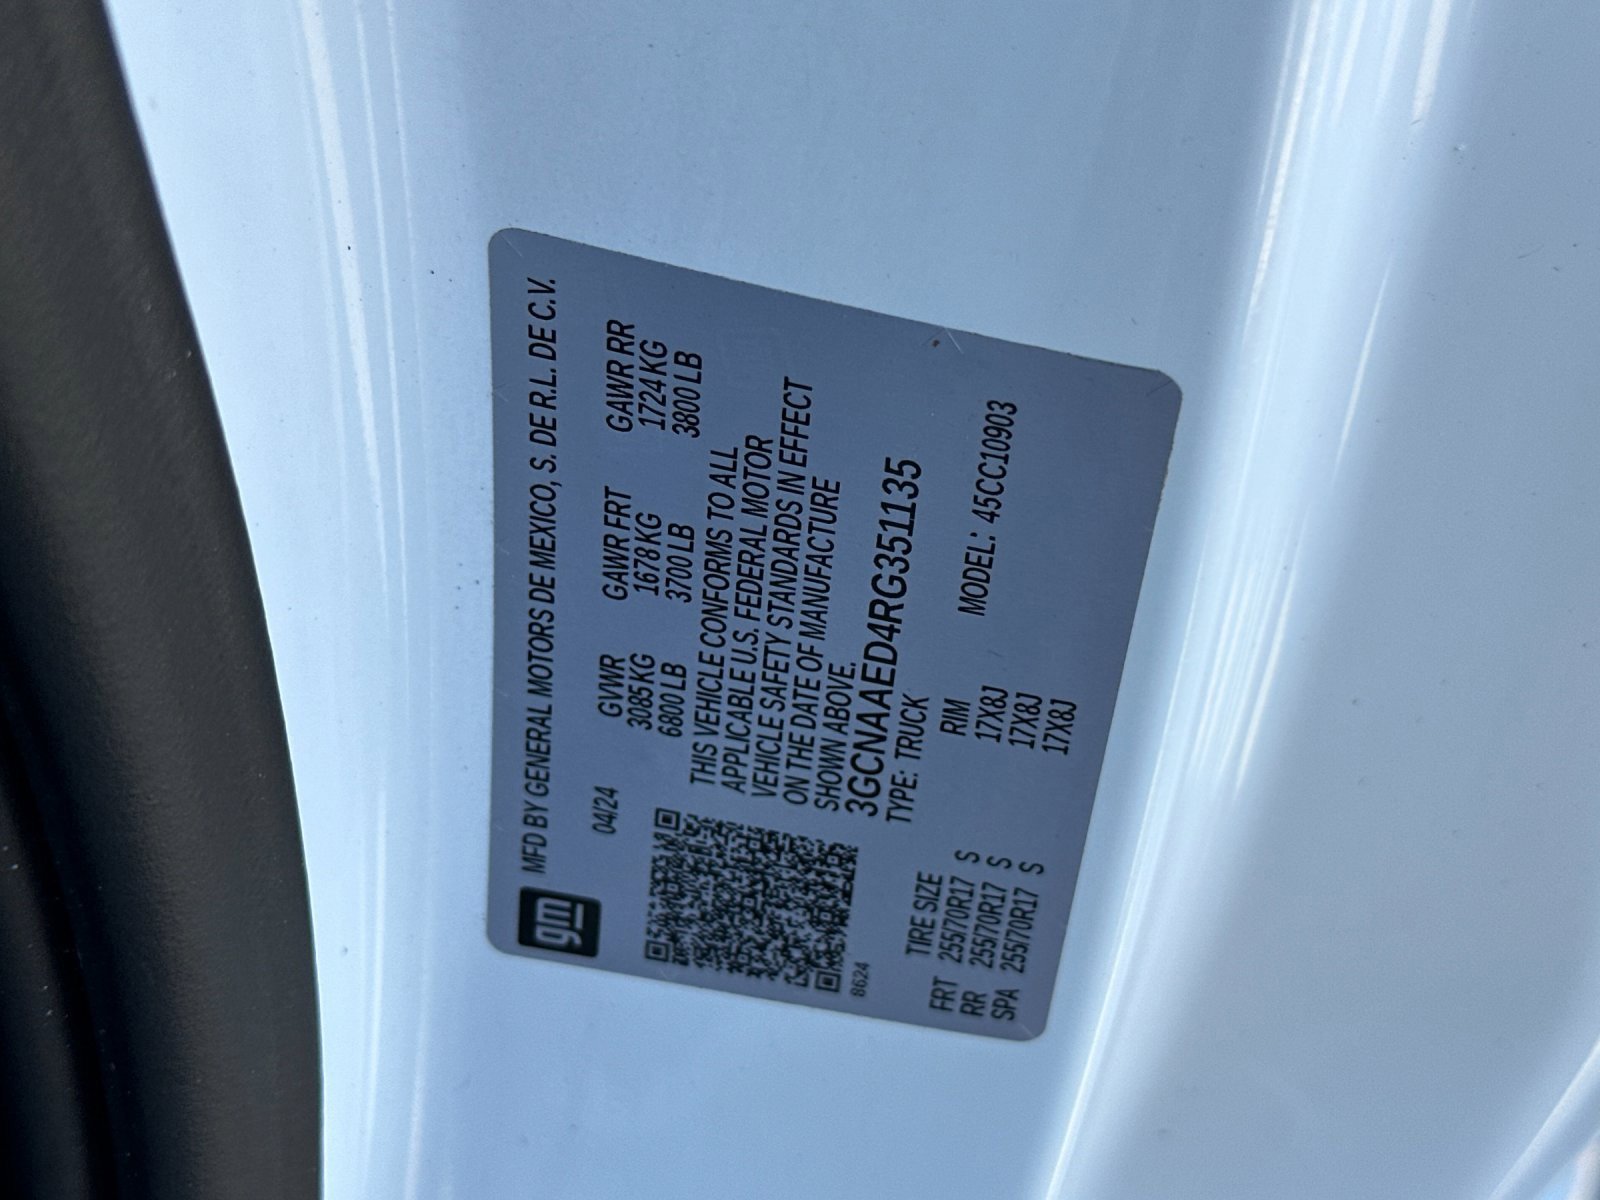 gm MFD BY GENERAL MOTORS DE MEXICO, S. DE R.L. DE C.V.
04/24 GVWR GAWR FRT GAWR RR
3085 KG 1678 KG 1724 KG
6800 LB 3700 LB 3800 LB
THIS VEHICLE CONFORMS TO ALL
APPLICABLE U.S. FEDERAL MOTOR
VEHICLE SAFETY STANDARDS IN EFFECT
ON THE DATE OF MANUFACTURE
SHOWN ABOVE.
8624
3GCNAAED4RG351135
TYPE: TRUCK MODEL: 45CC10903
TIRE SIZE RIM
FRT 255/70R17 S 17X8J
RR 255/70R17 S 17X8J
SPA 255/70R17 S 17X8J